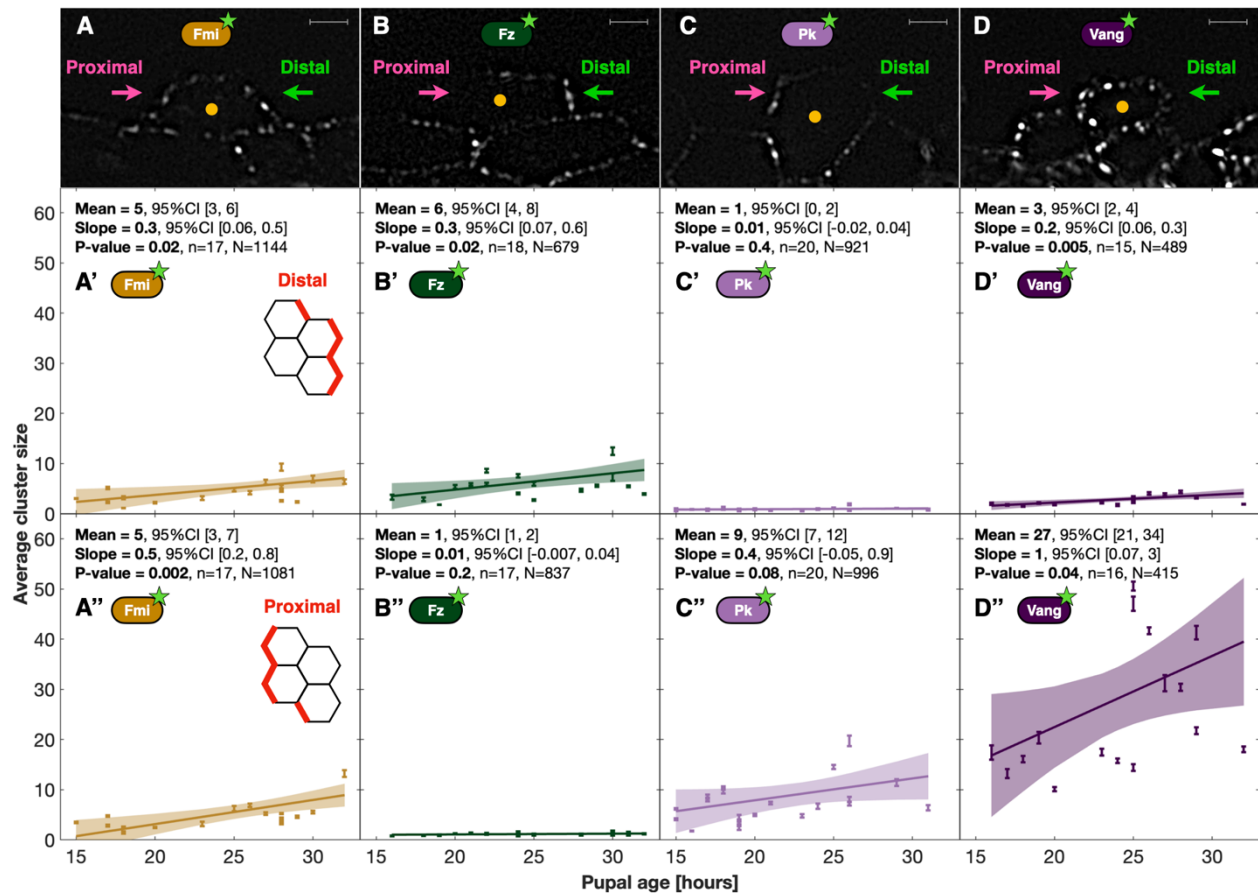 A
Fmi
Proximal
Distal
B
Fz
Proximal
Distal
C
Pk
Proximal
Distal
D
Vang
Proximal
Distal
Average cluster size
60
50
40
30
20
10
0
Mean = 5, 95%CI [3, 6]
Slope = 0.3, 95%CI [0.06, 0.5]
P-value = 0.02, n=17, N=1144
A'
Fmi
Distal
Mean = 6, 95%CI [4, 8]
Slope = 0.3, 95%CI [0.07, 0.6]
P-value = 0.02, n=18, N=679
B'
Fz
Mean = 1, 95%CI [0, 2]
Slope = 0.01, 95%CI [-0.02, 0.04]
P-value = 0.4, n=20, N=921
C'
Pk
Mean = 3, 95%CI [2, 4]
Slope = 0.2, 95%CI [0.06, 0.3]
P-value = 0.005, n=15, N=489
D'
Vang
60
50
40
30
20
10
0
Mean = 5, 95%CI [3, 7]
Slope = 0.5, 95%CI [0.2, 0.8]
P-value = 0.002, n=17, N=1081
A"
Fmi
Proximal
Mean = 1, 95%CI [1, 2]
Slope = 0.01, 95%CI [-0.007, 0.04]
P-value = 0.2, n=17, N=837
B"
Fz
Mean = 9, 95%CI [7, 12]
Slope = 0.4, 95%CI [-0.05, 0.9]
P-value = 0.08, n=20, N=996
C"
Pk
Mean = 27, 95%CI [21, 34]
Slope = 1, 95%CI [0.07, 3]
P-value = 0.04, n=16, N=415
D"
Vang
15 20 25 30 15 20 25 30 15 20 25 30 15 20 25 30
Pupal age [hours]